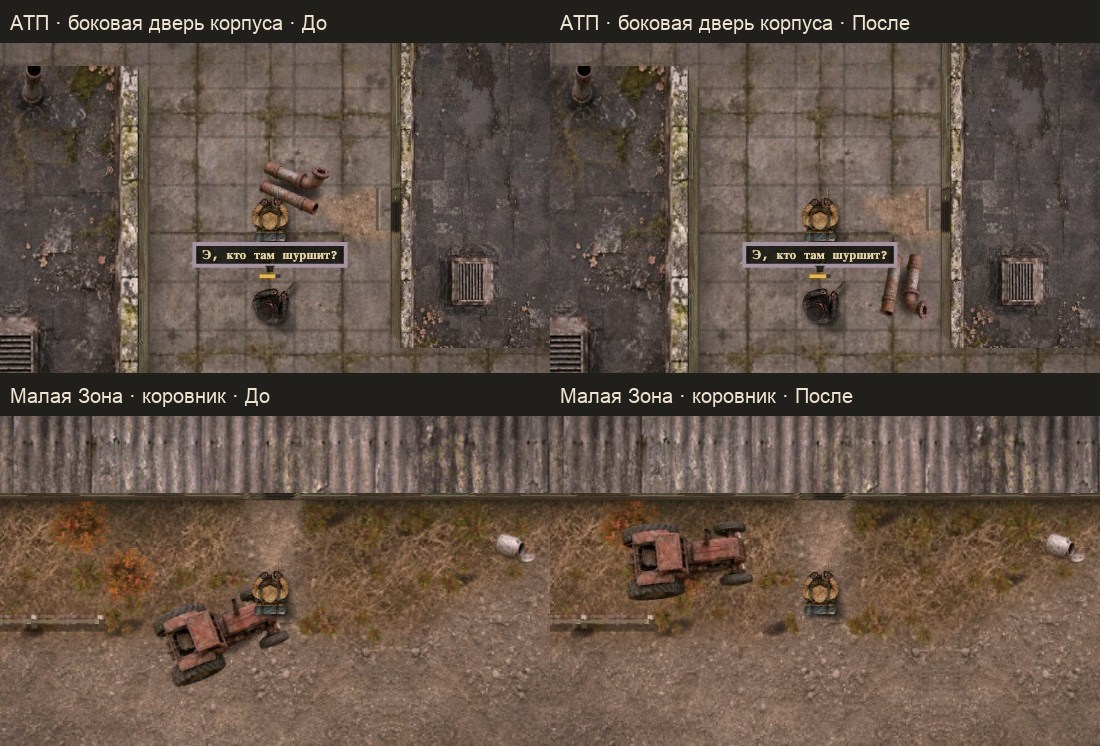 АТП · боковая дверь корпуса · До
АТП · боковая дверь корпуса · После
Э, кто там шуршит?
Э, кто там шуршит?
Малая Зона · коровник · До
Малая Зона · коровник · После